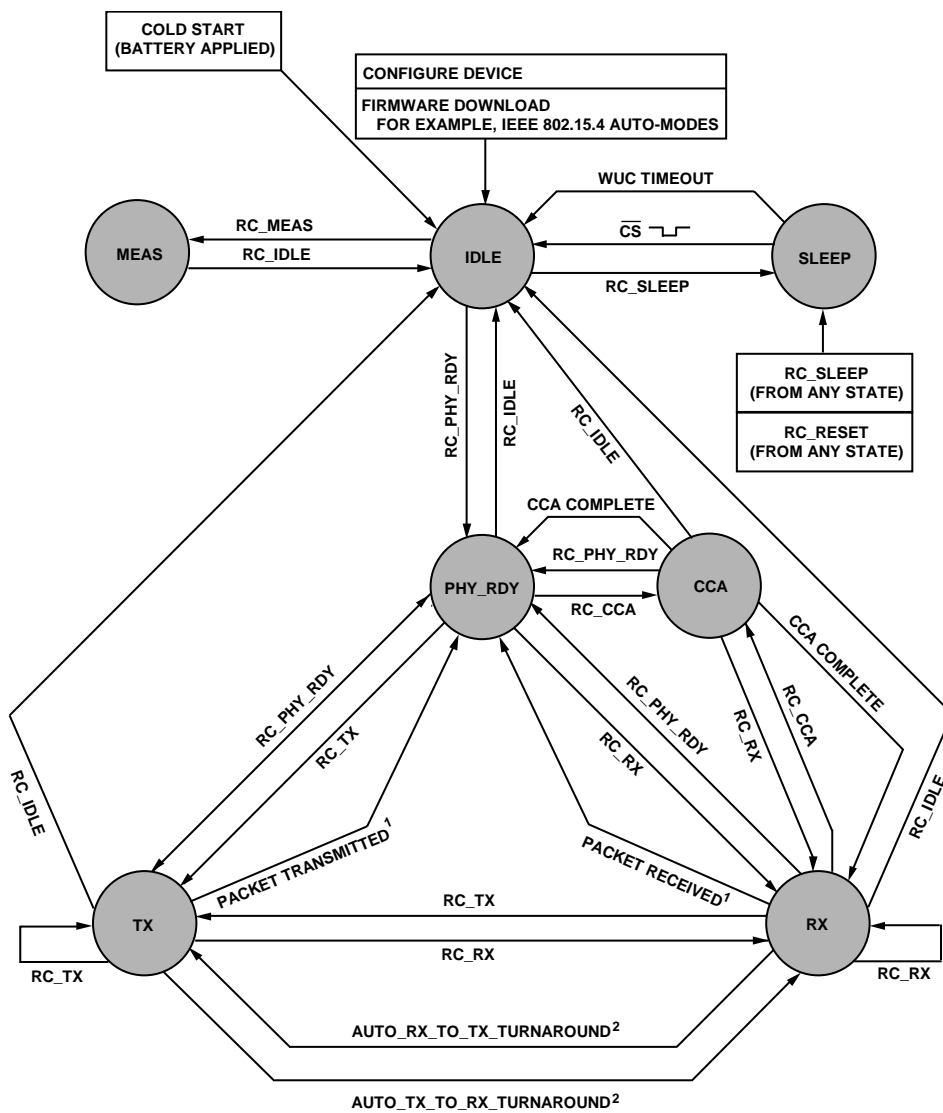 COLD START
(BATTERY APPLIED)
CONFIGURE DEVICE
FIRMWARE DOWNLOAD
FOR EXAMPLE, IEEE 802.15.4 AUTO-MODES
WUC TIMEOUT
RC_MEAS
CS
MEAS
IDLE
SLEEP
RC_IDLE
RC_SLEEP
RC_PHY_RDY
RC_IDLE
RC_IDLE
RC_SLEEP
(FROM ANY STATE)
RC_RESET
(FROM ANY STATE)
CCA COMPLETE
RC_PHY_RDY
PHY_RDY
CCA
RC_CCA
CCA COMPLETE
RC_PHY_RDY
RC_TX
RC_PHY_RDY
RC_RX
RC_RX
RC_CCA
RC_IDLE
RC_IDLE
PACKET TRANSMITTED1
PACKET RECEIVED1
RC_TX
TX
RX
RC_RX
RC_TX
RC_RX
AUTO_RX_TO_TX_TURNAROUND2
AUTO_TX_TO_RX_TURNAROUND2